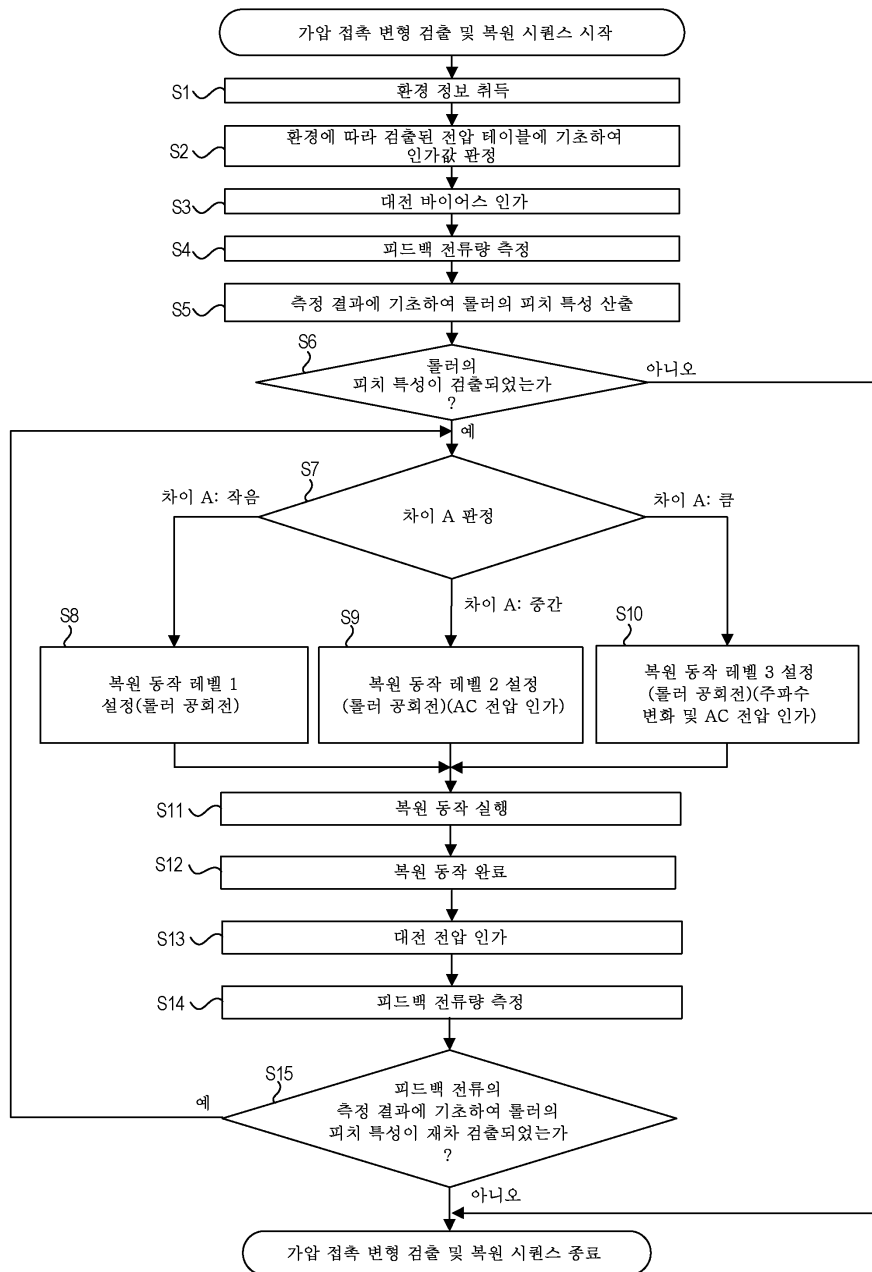 가압 접촉 변형 검출 및 복원 시퀀스 시작
S1
환경 정보 취득
S2
환경에 따라 검출된 전압 테이블에 기초하여
인가값 판정
S3
대전 바이어스 인가
S4
피드백 전류량 측정
S5
측정 결과에 기초하여 롤러의 피치 특성 산출
S6
롤러의
피치 특성이 검출되었는가
?
아니오
예
S7
차이 A: 작음
차이 A 판정
차이 A: 큼
차이 A: 중간
S8
복원 동작 레벨 1
설정(롤러 공회전)
S9
복원 동작 레벨 2 설정
(롤러 공회전)(AC 전압 인가)
S10
복원 동작 레벨 3 설정
(롤러 공회전)(주파수
변화 및 AC 전압 인가)
S11
복원 동작 실행
S12
복원 동작 완료
S13
대전 전압 인가
S14
피드백 전류량 측정
S15
예
피드백 전류의
측정 결과에 기초하여 롤러의
피치 특성이 재차 검출되었는가
?
아니오
가압 접촉 변형 검출 및 복원 시퀀스 종료